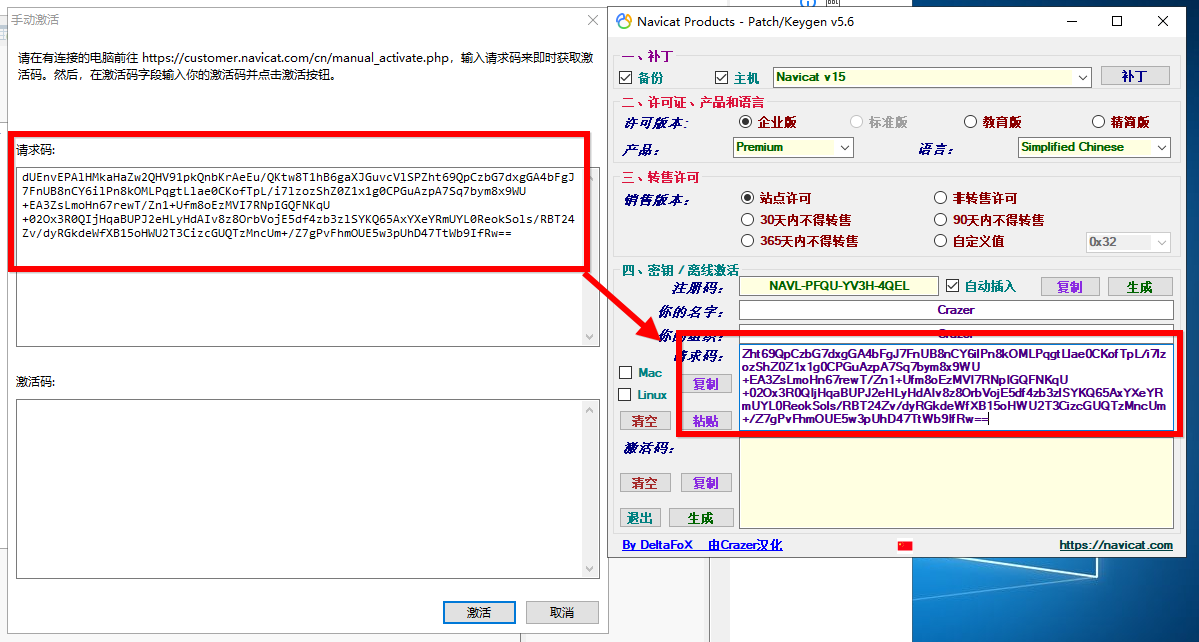 手动激活
请在有连接的电脑前往 https://customer.navicat.com/cn/manual_activate.php，输入请求码来即时获取激
活码。然后，在激活码字段输入你的激活码并点击激活按钮。
请求码:
dUEnvEPAlHMkaHaZw2QHV91pkQnbKrAeEu/QKtw8T1hB6gaXJGuvcVlSPZht69QpCzbG7dxgGA4bFgJ
7FnUB8nCY6ilPn8kOMLPqgtLlae0CKofTpL/i7lzozShZ0Z1x1g0CPGuAzpA7Sq7bym8x9WU
+EA3ZsLmoHn67rewT/Zn1+Ufm8oEzMVI7RNpIGQFNKqU
+02Ox3R0QIjHqaBUPJ2eHLyHdAIv8z8OrbVojE5df4zb3zlSYKQ65AxYXeYRmUYL0ReokSols/RBT24
Zv/dyRGkdeWfXB15oHWU2T3CizcGUQTzMncUm+/Z7gPvFhmOUE5w3pUhD47TtWb9IfRw==
激活码:
激活
取消
Navicat Products - Patch/Keygen v5.6
一、补丁
备份
主机
Navicat v15
补丁
二、许可证、产品和语言
许可版本:
企业版
标准版
教育版
精简版
产品:
Premium
语言:
Simplified Chinese
三、转售许可
销售版本:
站点许可
非转售许可
30天内不得转售
90天内不得转售
365天内不得转售
自定义值
0x32
四、密钥 / 离线激活
注册码:
NAVL-PFQU-YV3H-4QEL
自动插入
复制
生成
你的名字:
Crazer
你的组织:
Crazer
请求码:
Zht69QpCzbG7dxgGA4bFgJ7FnUB8nCY6ilPn8kOMLPqgtLlae0CKofTpL/i7lz
ozShZ0Z1x1g0CPGuAzpA7Sq7bym8x9WU
+EA3ZsLmoHn67rewT/Zn1+Ufm8oEzMVI7RNpIGQFNKqU
+02Ox3R0QIjHqaBUPJ2eHLyHdAIv8z8OrbVojE5df4zb3zlSYKQ65AxYXeYR
mUYL0ReokSols/RBT24Zv/dyRGkdeWfXB15oHWU2T3CizcGUQTzMncUm
+/Z7gPvFhmOUE5w3pUhD47TtWb9IfRw==
Mac
复制
Linux
清空
粘贴
激活码:
清空
复制
退出
生成
By DeltaFoX
由Crazer汉化
https://navicat.com